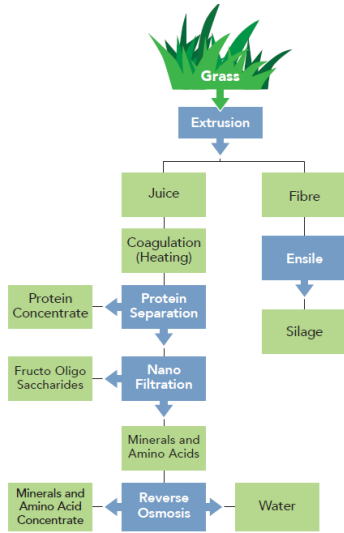 Grass
Extrusion
Juice
Fibre
Coagulation
(Heating)
Ensile
Protein
Concentrate
Protein
Separation
Silage
Fructo Oligo
Saccharides
Nano
Filtration
Minerals and
Amino Acids
Minerals and
Amino Acid
Concentrate
Reverse
Osmosis
Water